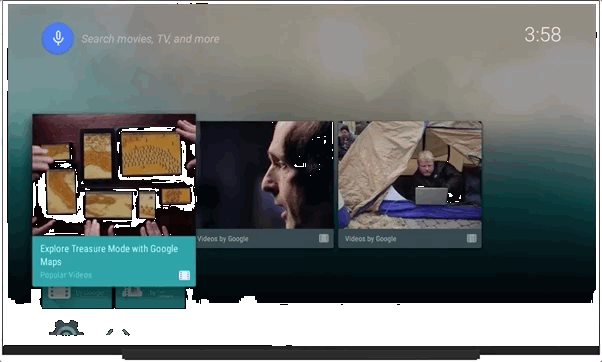 Search movies, TV, and more
3:58
Explore Treasure Mode with Google
Maps
Popular Videos
Videos by Google
Videos by Google